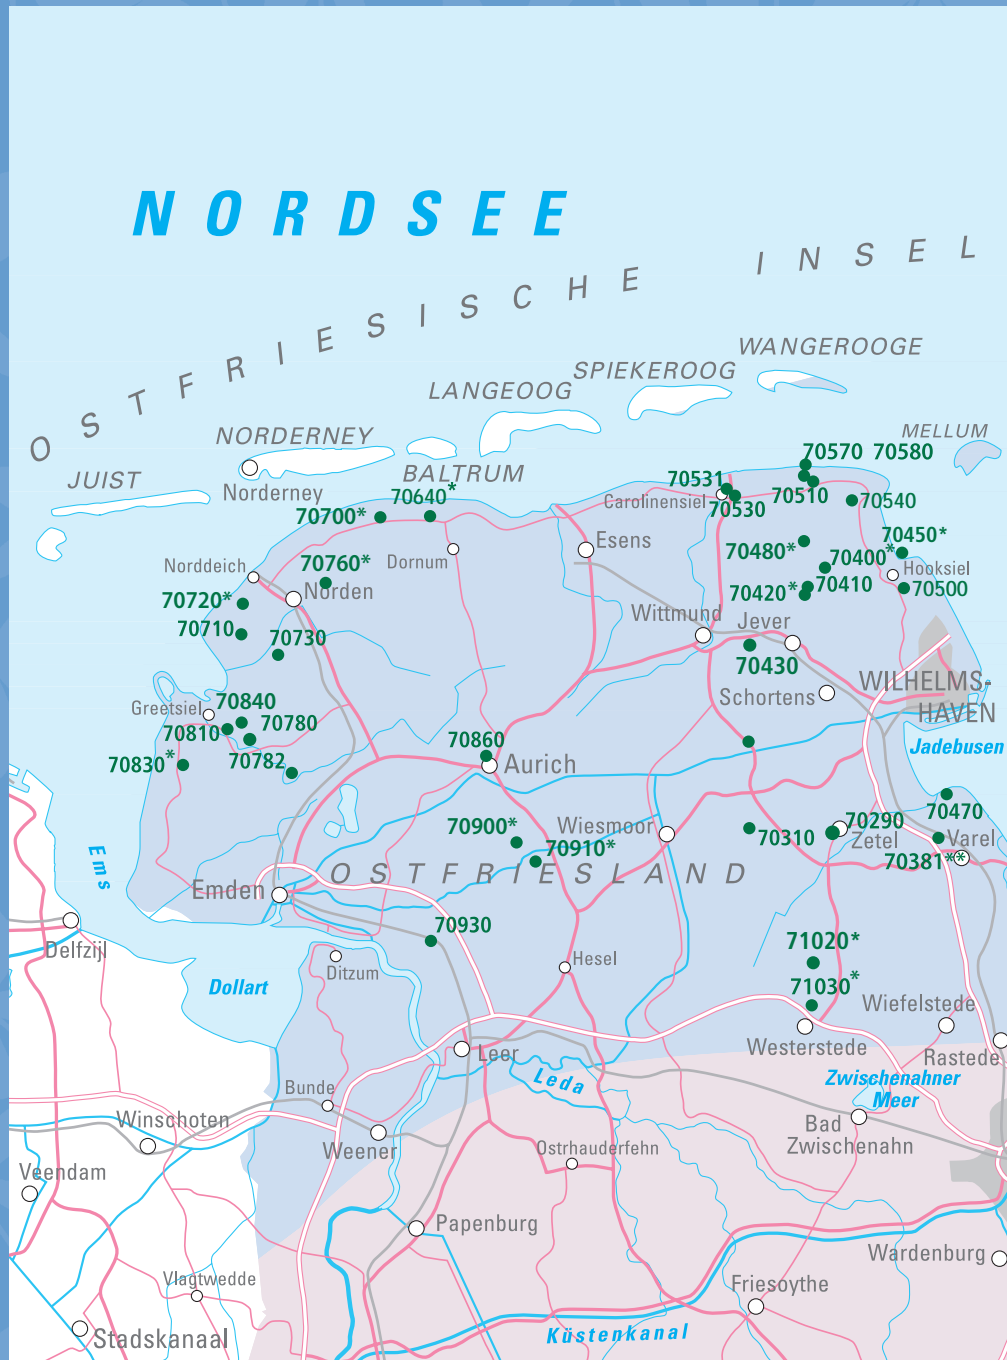 NORDSEE
OSTFRIESISCHE INSEL
WANGEROOGE
SPIEKEROOG
LANGEOOG
MELLUM
NORDERNEY
BALTRUM
JUIST
Norderney
70570 70580
70531
70640*
Carolinensiel
70510
70540
70530
70700*
70450*
Esens
70480*
70400*
Dornum
Norddeich
70760*
Hooksiel
Norden
70420*
70410
70500
70720*
Wittmund
Jever
70710
70730
70430
WILHELMS-
HAVEN
Schortens
Greetsiel
70840
70810
70780
Jadebusen
70830*
70782
70860
Aurich
70470
70900*
Wiesmoor
70310
70290
Zetel
Varel
70910*
70381**
OSTFRIESLAND
Ems
Emden
70930
71020*
Delfzijl
Ditzum
Hesel
Dollart
71030*
Wiefelstede
Westerstede
Rastede
Leer
Leda
Zwischenahner
Meer
Bunde
Winschoten
Bad
Zwischenahn
Weener
Ostrhauderfehn
Veendam
Papenburg
Wardenburg
Vlagtwedde
Friesoythe
Stadskanaal
Küstenkanal